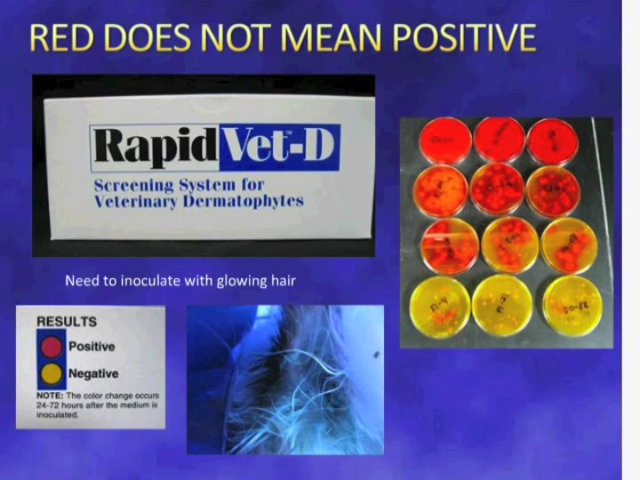 RED DOES NOT MEAN POSITIVE
RapidVet-D™
Screening System for
Veterinary Dermatophytes
Need to inoculate with glowing hair
RESULTS
Positive
Negative
NOTE: The color change occurs
24-72 hours after the medium is
inoculated.